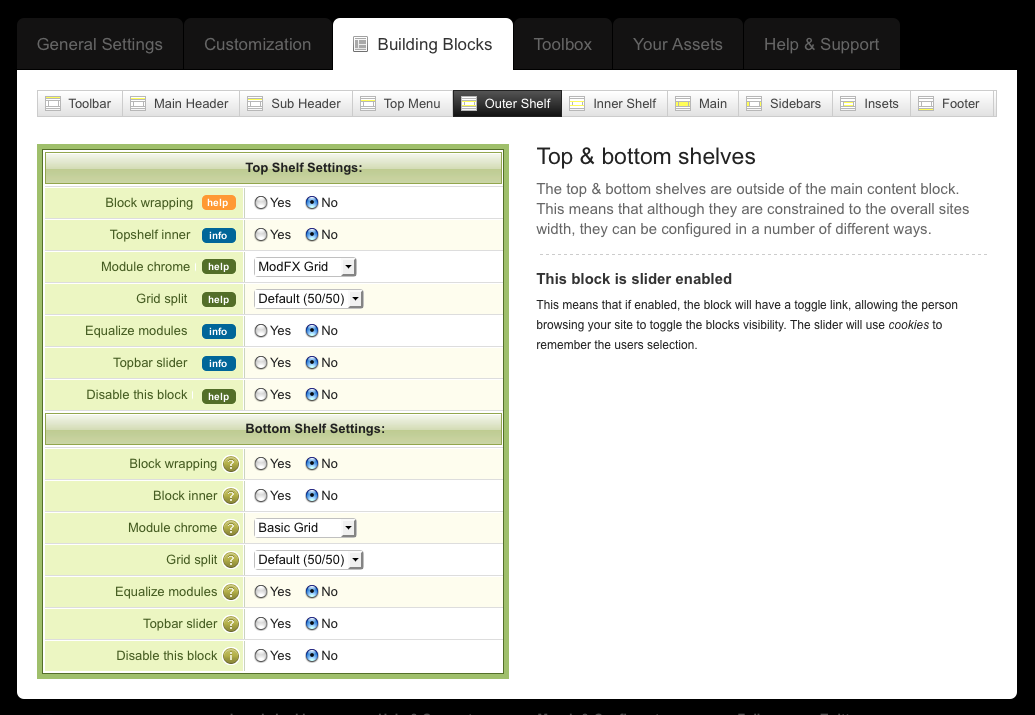 General Settings Customization Building Blocks Toolbox Your Assets Help & Support
Toolbar Main Header Sub Header Top Menu Outer Shelf Inner Shelf Main Sidebars Insets Footer
Top Shelf Settings:
Block wrapping help Yes No
Topshelf inner info Yes No
Module chrome help ModFX Grid
Grid split help Default (50/50)
Equalize modules info Yes No
Topbar slider info Yes No
Disable this block help Yes No
Bottom Shelf Settings:
Block wrapping ? Yes No
Block inner ? Yes No
Module chrome ? Basic Grid
Grid split ? Default (50/50)
Equalize modules ? Yes No
Topbar slider ? Yes No
Disable this block i Yes No
Top & bottom shelves
The top & bottom shelves are outside of the main content block.
This means that although they are constrained to the overall sites
width, they can be configured in a number of different ways.
This block is slider enabled
This means that if enabled, the block will have a toggle link, allowing the person
browsing your site to toggle the blocks visibility. The slider will use cookies to
remember the users selection.